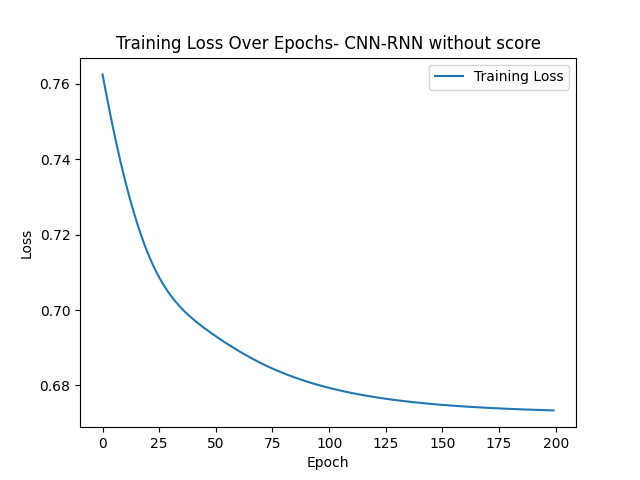 Training Loss Over Epochs- CNN-RNN without score
Training Loss
0.76
0.74
0.72
0.70
0.68
Loss
0 25 50 75 100 125 150 175 200
Epoch